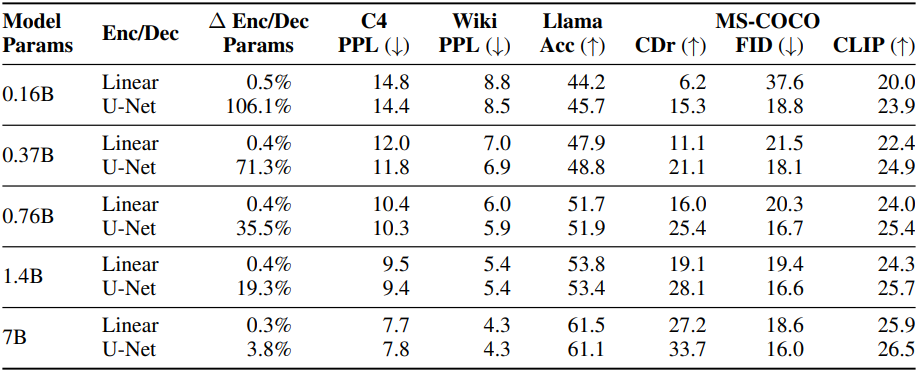 Model Params Enc/Dec Δ Enc/Dec Params C4 PPL (↓) Wiki PPL (↓) Llama Acc (↑) MS-COCO CDr (↑) FID (↓) CLIP (↑)
0.16B Linear 0.5% 14.8 8.8 44.2 6.2 37.6 20.0
U-Net 106.1% 14.4 8.5 45.7 15.3 18.8 23.9
0.37B Linear 0.4% 12.0 7.0 47.9 11.1 21.5 22.4
U-Net 71.3% 11.8 6.9 48.8 21.1 18.1 24.9
0.76B Linear 0.4% 10.4 6.0 51.7 16.0 20.3 24.0
U-Net 35.5% 10.3 5.9 51.9 25.4 16.7 25.4
1.4B Linear 0.4% 9.5 5.4 53.8 19.1 19.4 24.3
U-Net 19.3% 9.4 5.4 53.4 28.1 16.6 25.7
7B Linear 0.3% 7.7 4.3 61.5 27.2 18.6 25.9
U-Net 3.8% 7.8 4.3 61.1 33.7 16.0 26.5